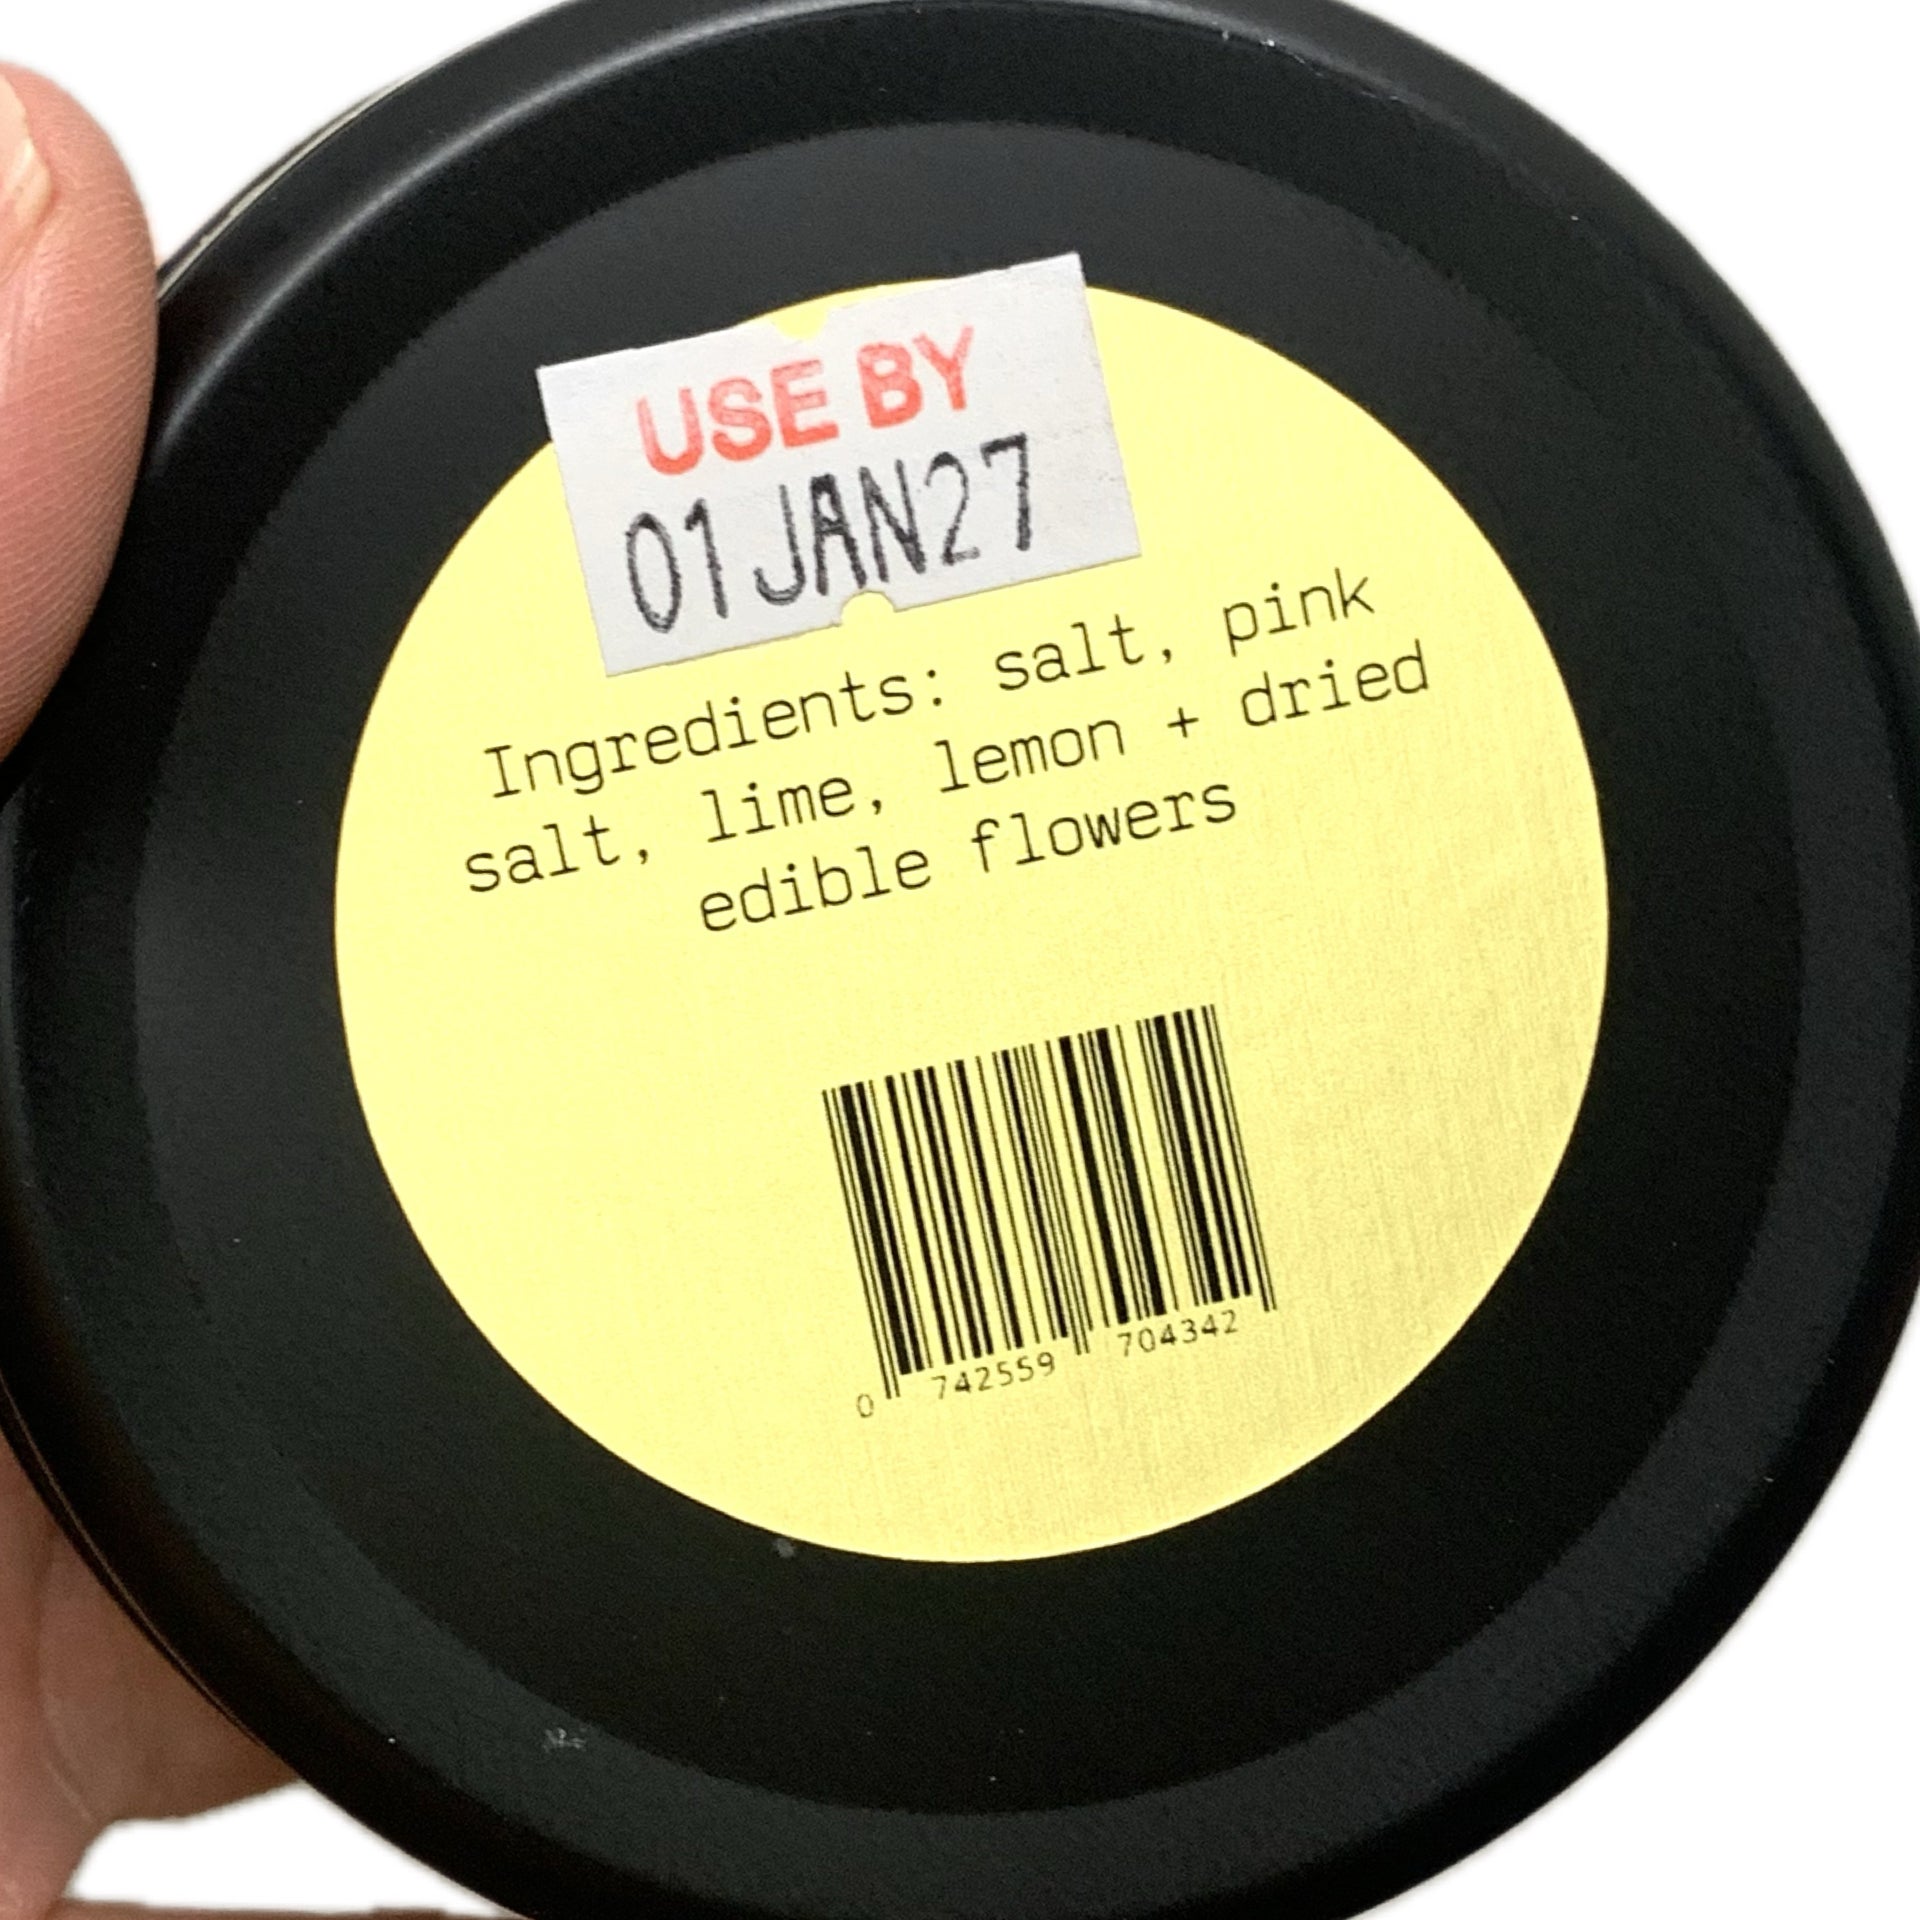 USE BY
01 JAN27
Ingredients: salt, pink
salt, lime, lemon + dried
edible flowers
0 742559 704342